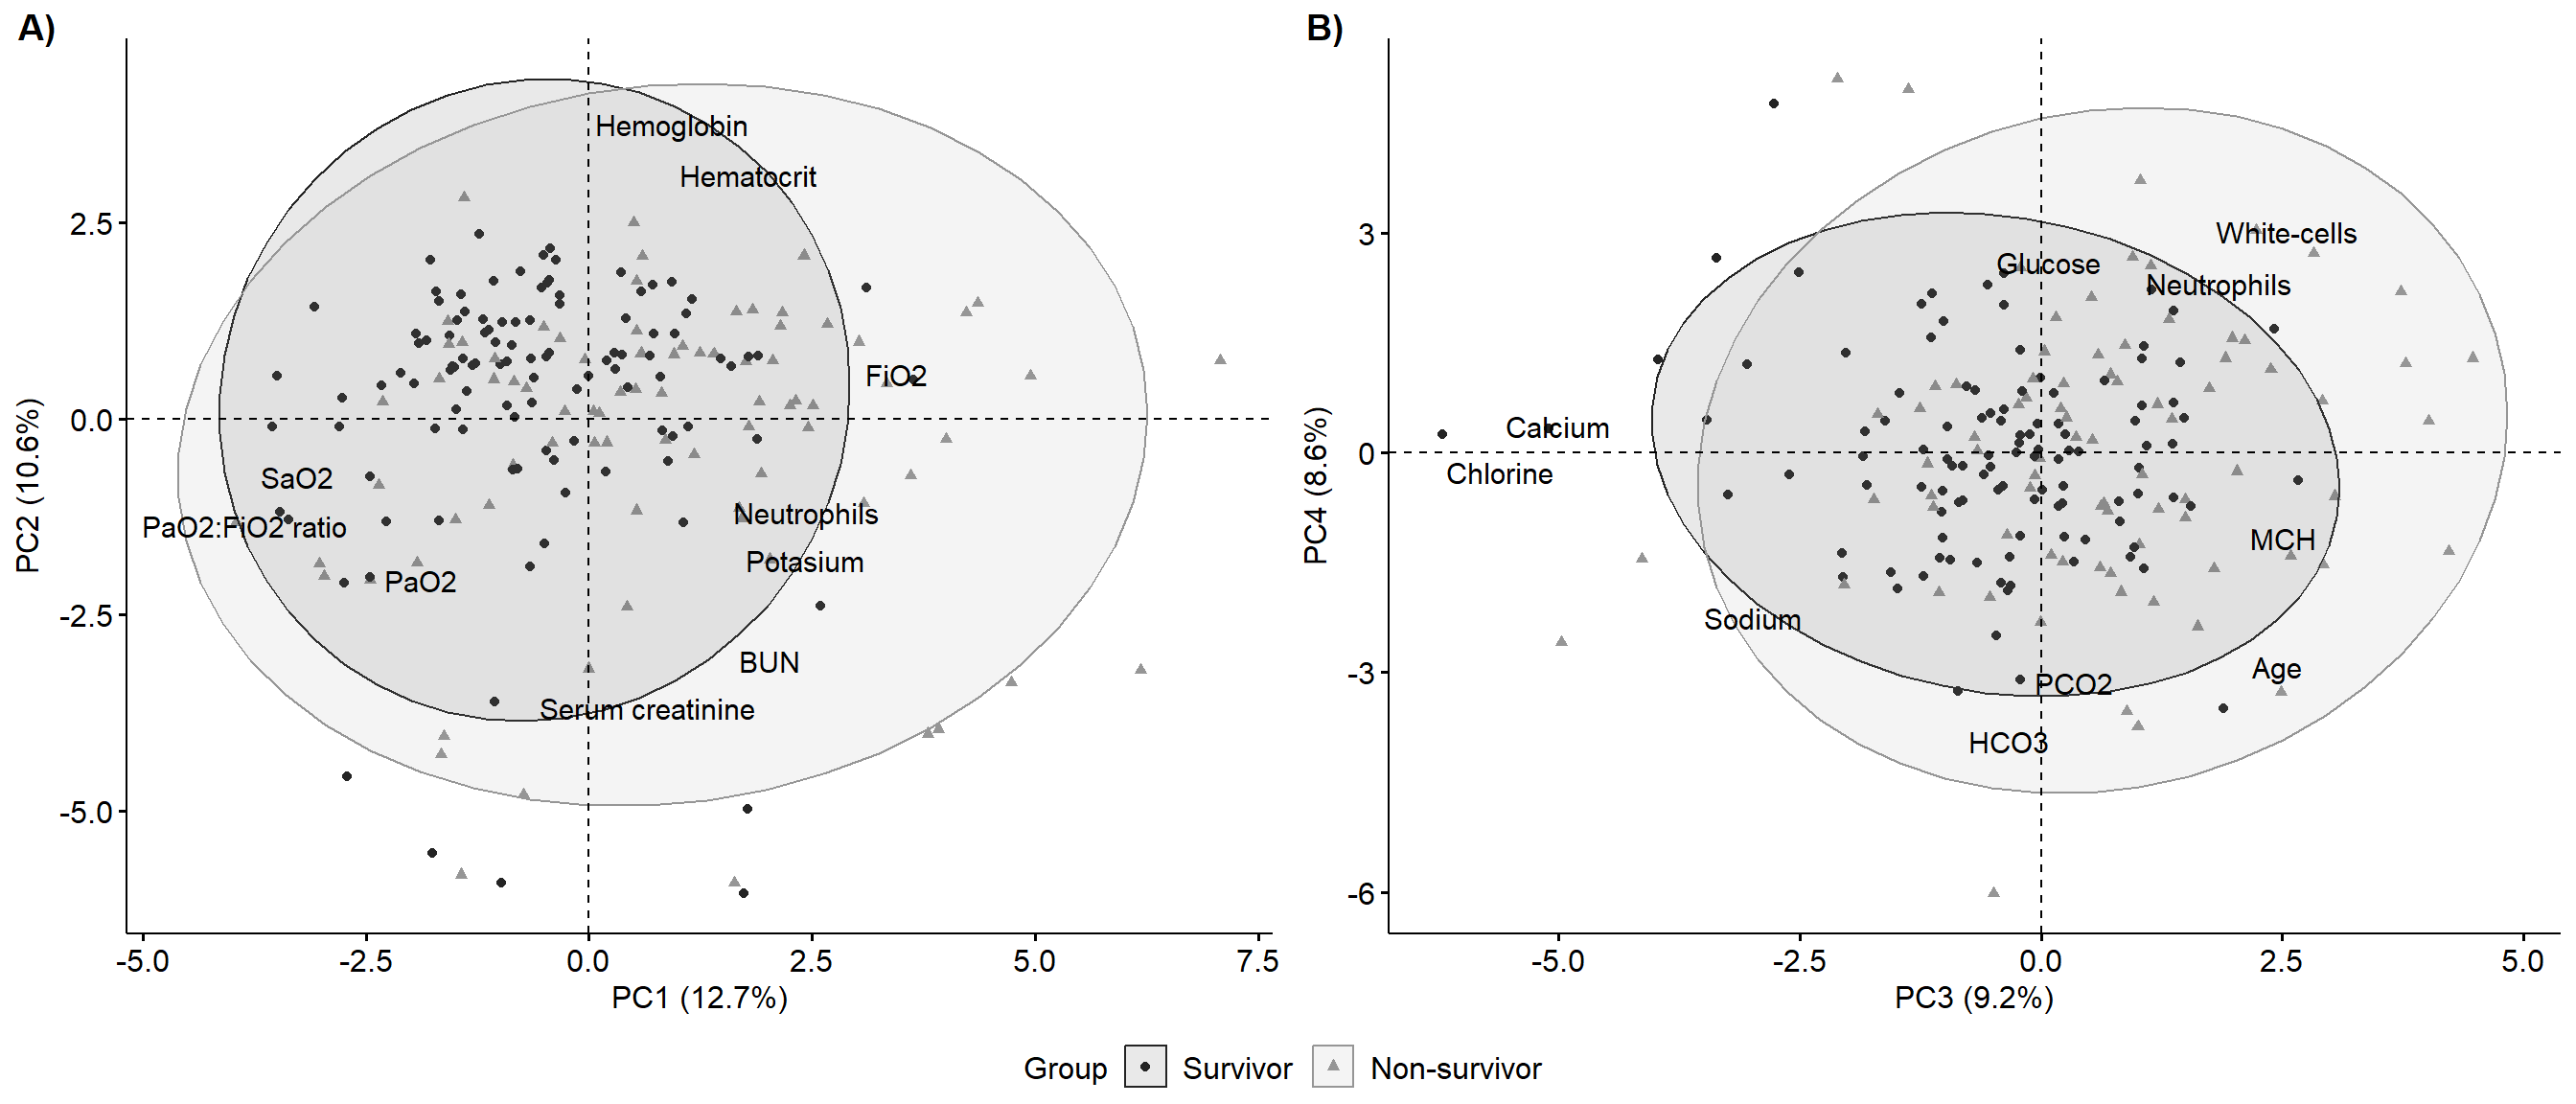 A)
PC2 (10.6%)
2.5
0.0
-2.5
-5.0
Hemoglobin
Hematocrit
FiO2
SaO2
PaO2:FiO2 ratio
PaO2
Neutrophils
Potasium
BUN
Serum creatinine
-5.0 -2.5 0.0 2.5 5.0 7.5
PC1 (12.7%)
B)
PC4 (8.6%)
3
0
-3
-6
White-cells
Glucose
Neutrophils
Calcium
Chlorine
MCH
Sodium
Age
PCO2
HCO3
-5.0 -2.5 0.0 2.5 5.0
PC3 (9.2%)
Group Survivor Non-survivor